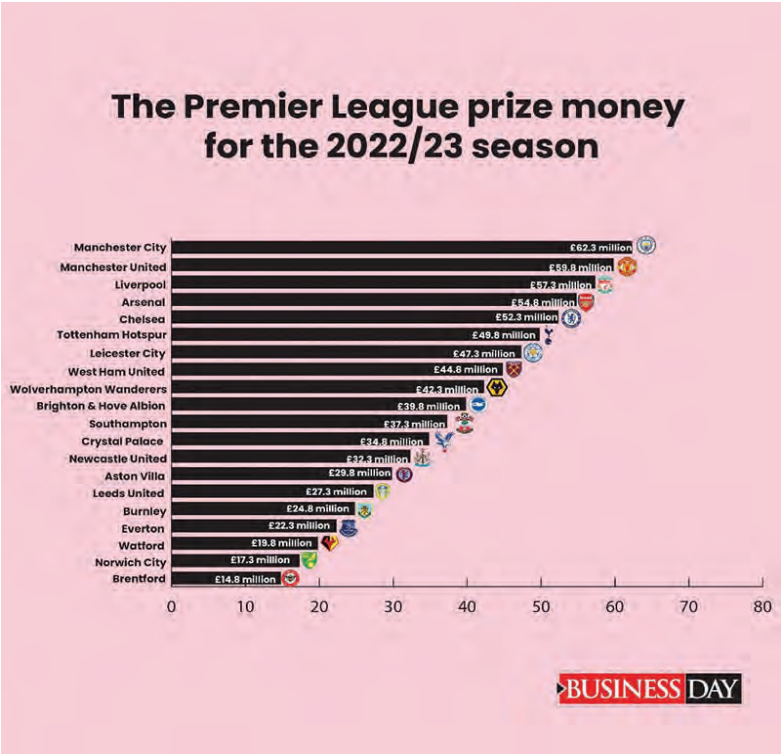 The Premier League prize money
for the 2022/23 season
Manchester City £62.3 million
Manchester United £59.8 million
Liverpool £57.3 million
Arsenal £54.8 million
Chelsea £52.3 million
Tottenham Hotspur £49.8 million
Leicester City £47.3 million
West Ham United £44.8 million
Wolverhampton Wanderers £42.3 million
Brighton & Hove Albion £39.8 million
Southampton £37.3 million
Crystal Palace £34.8 million
Newcastle United £32.3 million
Aston Villa £29.8 million
Leeds United £27.3 million
Burnley £24.8 million
Everton £22.3 million
Watford £19.8 million
Norwich City £17.3 million
Brentford £14.8 million
0 10 20 30 40 50 60 70 80
BUSINESS DAY